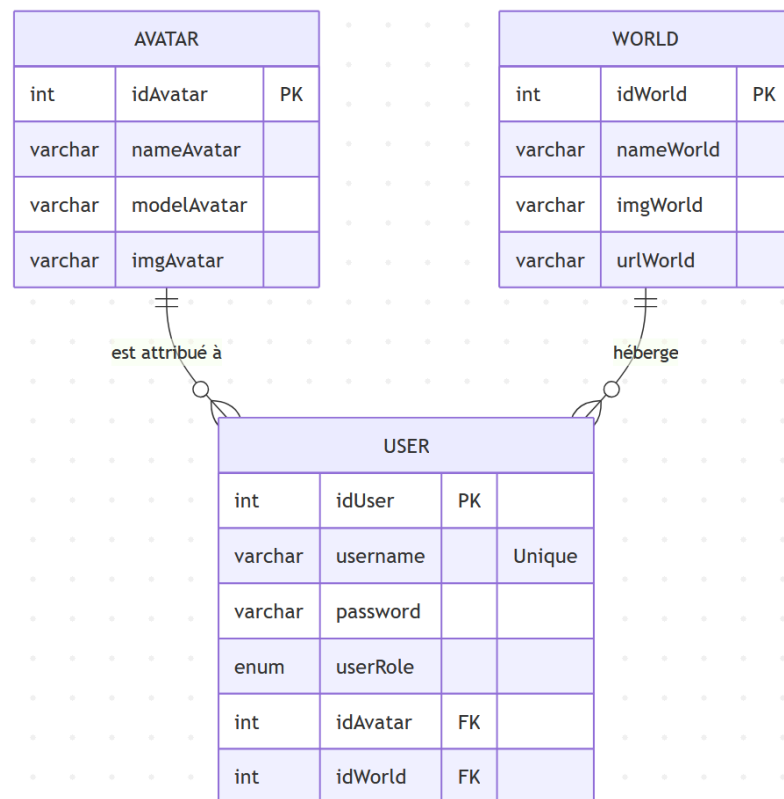 AVATAR
int idAvatar PK
varchar nameAvatar
varchar modelAvatar
varchar imgAvatar
WORLD
int idWorld PK
varchar nameWorld
varchar imgWorld
varchar urlWorld
est attribué à
héberge
USER
int idUser PK
varchar username Unique
varchar password
enum userRole
int idAvatar FK
int idWorld FK